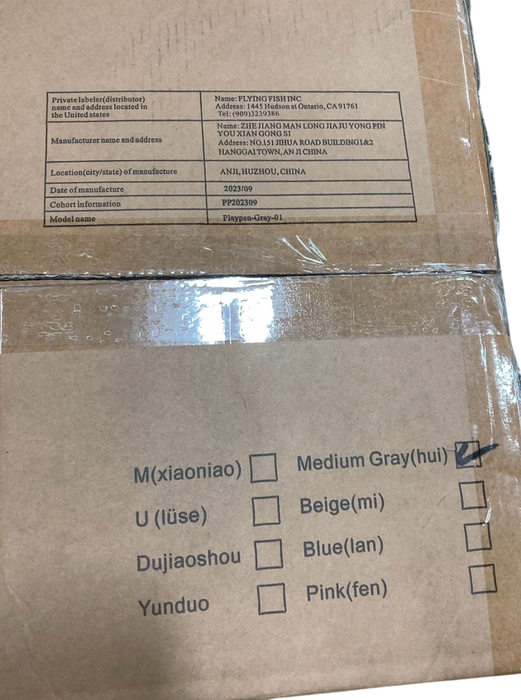 Private labeler(distributor)
name and address located in
the United states
Name: FLYING FISH INC
Address: 1445 Hudson st Ontario, CA 91761
Tel: (909)3239386
Manufacturer name and address
Name: ZHE JIANG MAN LONG JIA JU YONG PIN
YOU XIAN GONG SI
Address: NO.151 JIHUA ROAD BUILDING1&2
HANGGAI TOWN, AN JI CHINA
Location(city/state) of manufacture
ANJI, HUZHOU, CHINA
Date of manufacture
2023/09
Cohort information
PP202309
Model name
Playpen-Gray-01
M(xiaoniao)
Medium Gray(hui)
U (lüse)
Beige(mi)
Dujiaoshou
Blue(lan)
Yunduo
Pink(fen)